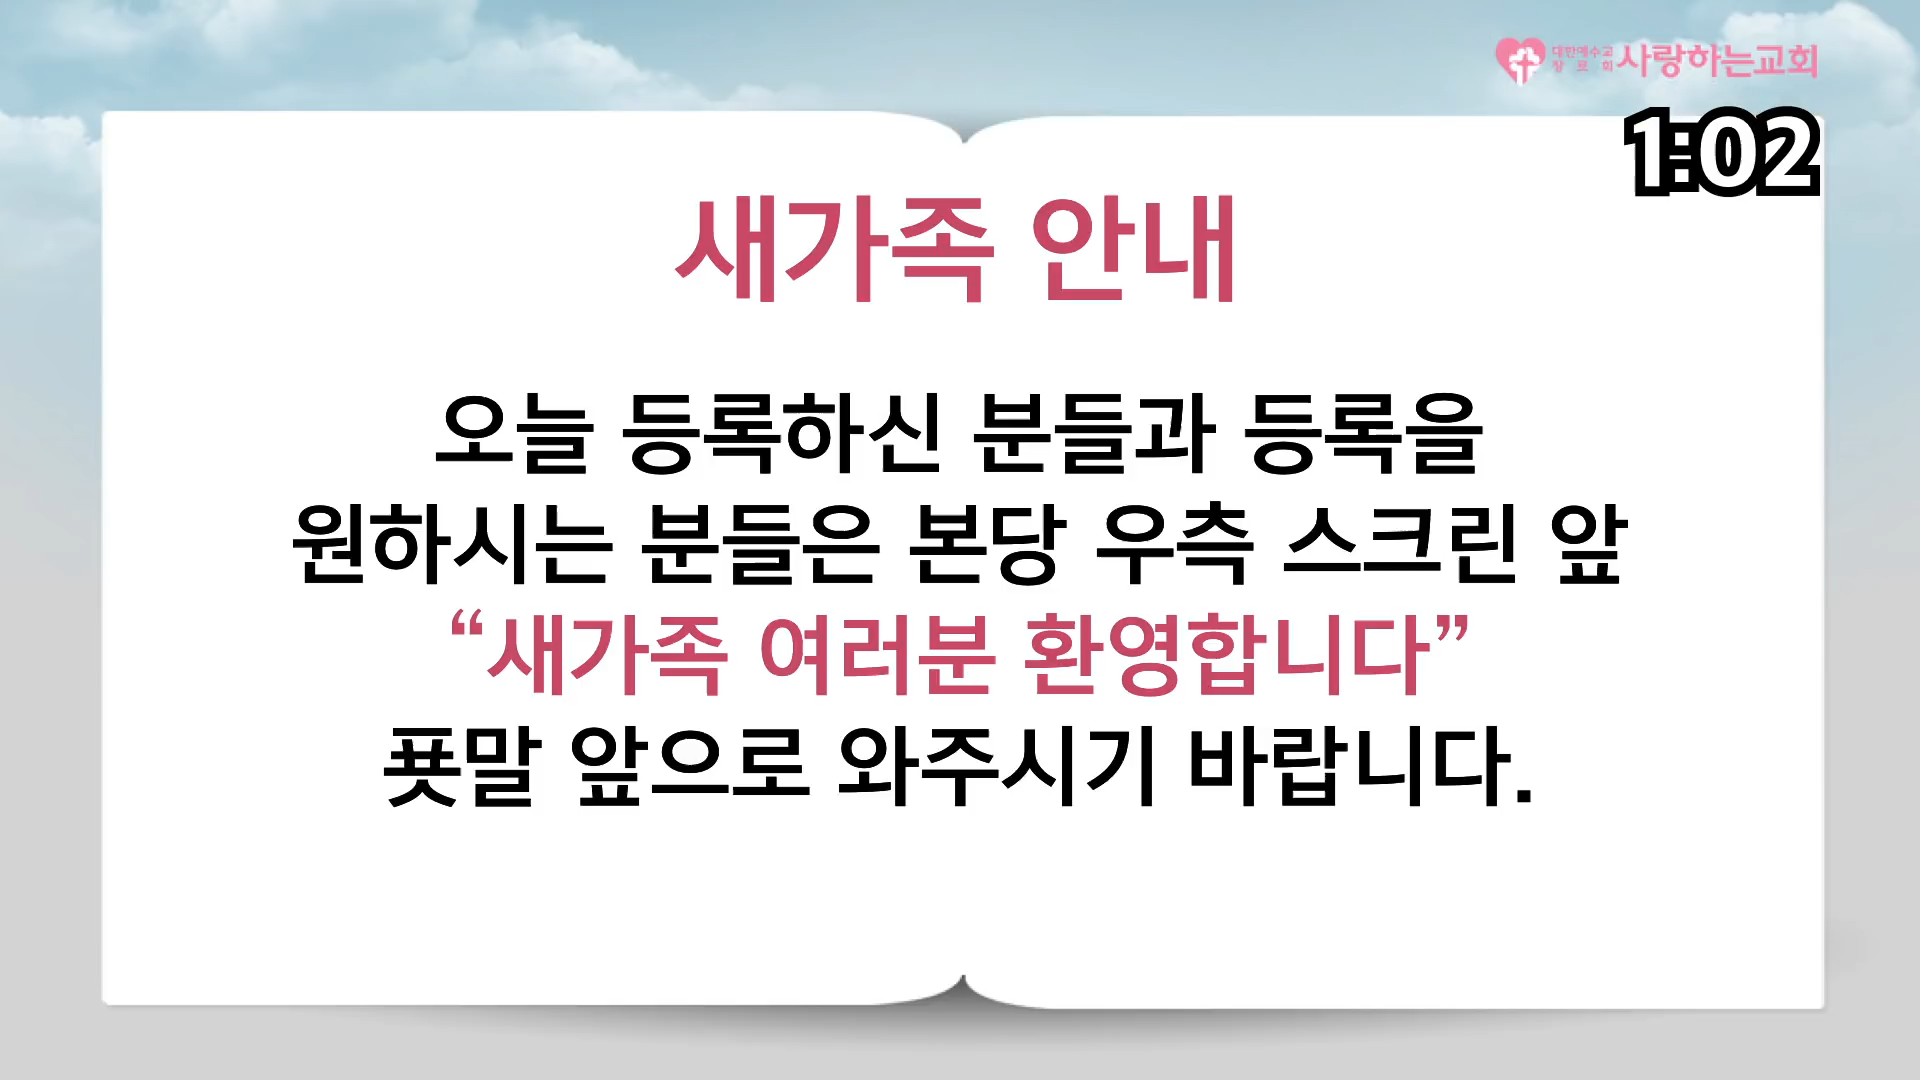 사랑하는교회
1:02
새가족 안내
오늘 등록하신 분들과 등록을
원하시는 분들은 본당 우측 스크린 앞
“새가족 여러분 환영합니다”
푯말 앞으로 와주시기 바랍니다.